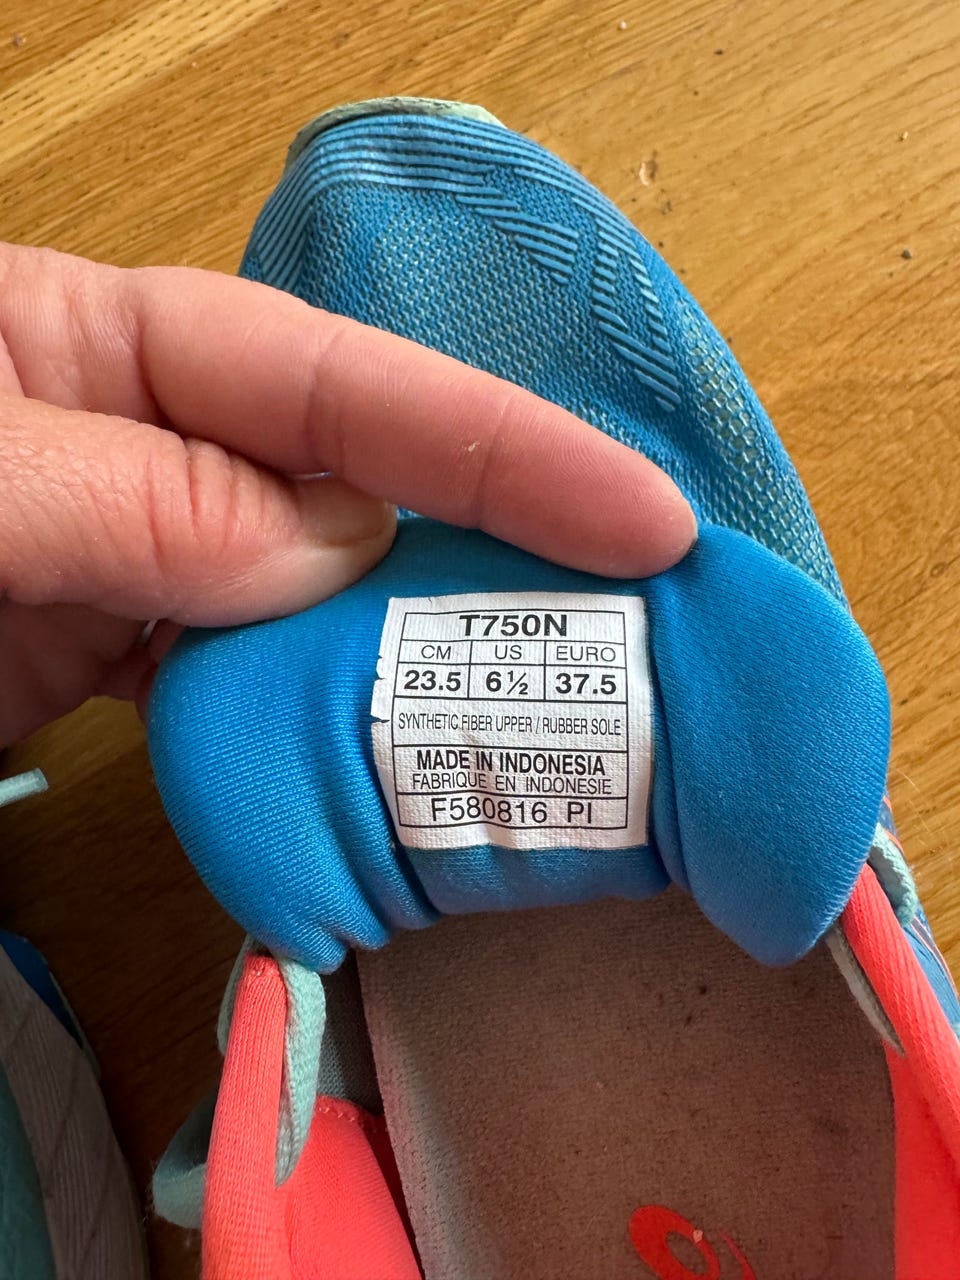 T750N
CM US EURO
23.5 6½ 37.5
SYNTHETIC FIBER UPPER / RUBBER SOLE
MADE IN INDONESIA
FABRIQUE EN INDONESIE
F580816 PI